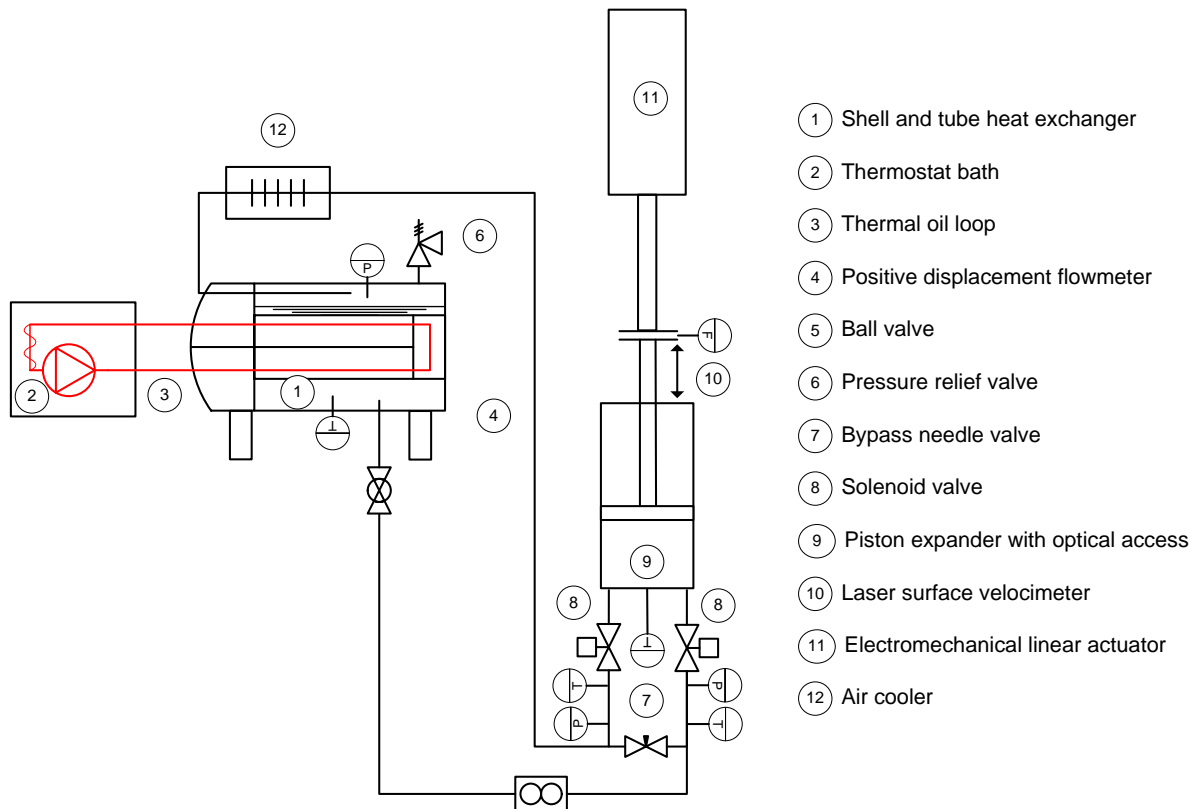 11
12
6
P
F
10
2
3
1
4
T
9
8
8
T
T
P
7
P
T
1 Shell and tube heat exchanger
2 Thermostat bath
3 Thermal oil loop
4 Positive displacement flowmeter
5 Ball valve
6 Pressure relief valve
7 Bypass needle valve
8 Solenoid valve
9 Piston expander with optical access
10 Laser surface velocimeter
11 Electromechanical linear actuator
12 Air cooler